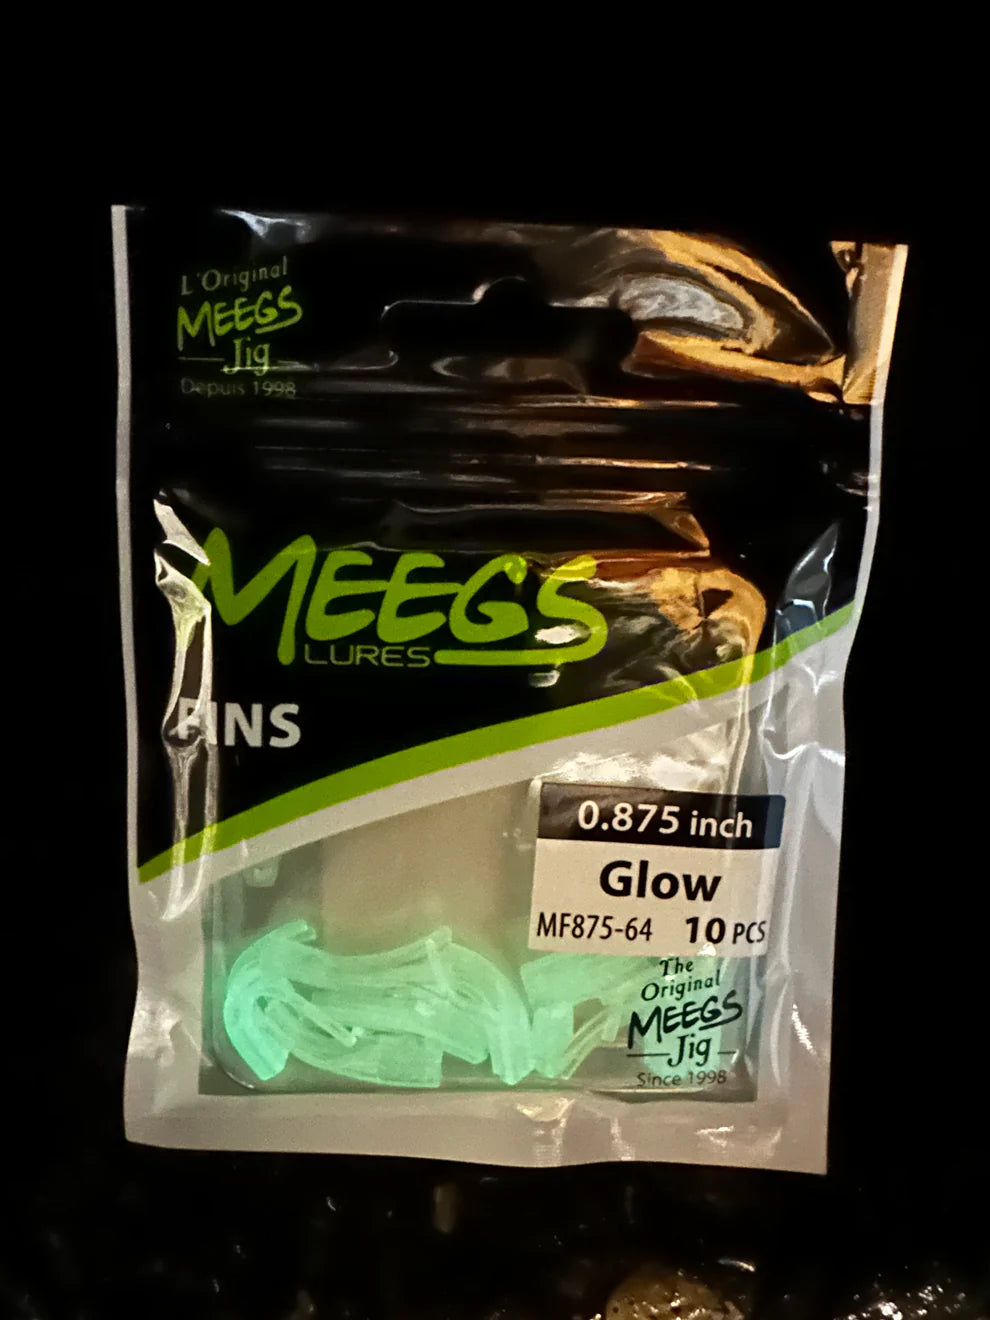 L'Original
MEEGS
Jig
Depuis 1998
MEEGS
LURES
FINS
0.875 inch
Glow
MF875-64 10 PCS
The
Original
MEEGS
Jig
Since 1998